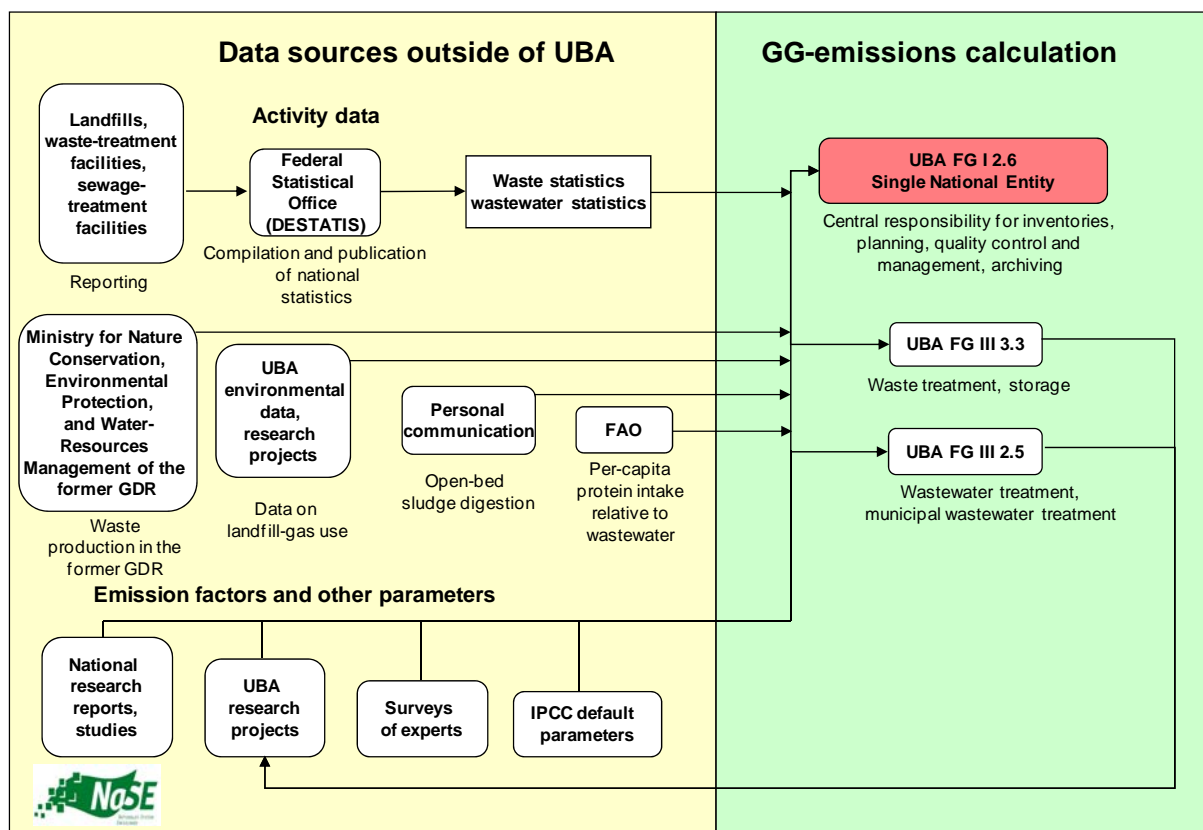 Data sources outside of UBA
GG-emissions calculation
Activity data
Landfills,
waste-treatment
facilities,
sewage-
treatment
facilities
Reporting
Federal
Statistical
Office
(DESTATIS)
Compilation and publication
of national
statistics
Waste statistics
wastewater statistics
UBA FG I 2.6
Single National Entity
Central responsibility for inventories,
planning, quality control and
management, archiving
Ministry for Nature
Conservation,
Environmental
Protection,
and Water-
Resources
Management of the
former GDR
Waste
production in the
former GDR
UBA
environmental
data,
research
projects
Data on
landfill-gas use
Personal
communication
Open-bed
sludge digestion
FAO
Per-capita
protein intake
relative to
wastewater
UBA FG III 3.3
Waste treatment, storage
UBA FG III 2.5
Wastewater treatment,
municipal wastewater treatment
Emission factors and other parameters
National
research
reports,
studies
UBA
research
projects
Surveys
of experts
IPCC default
parameters
NaSE